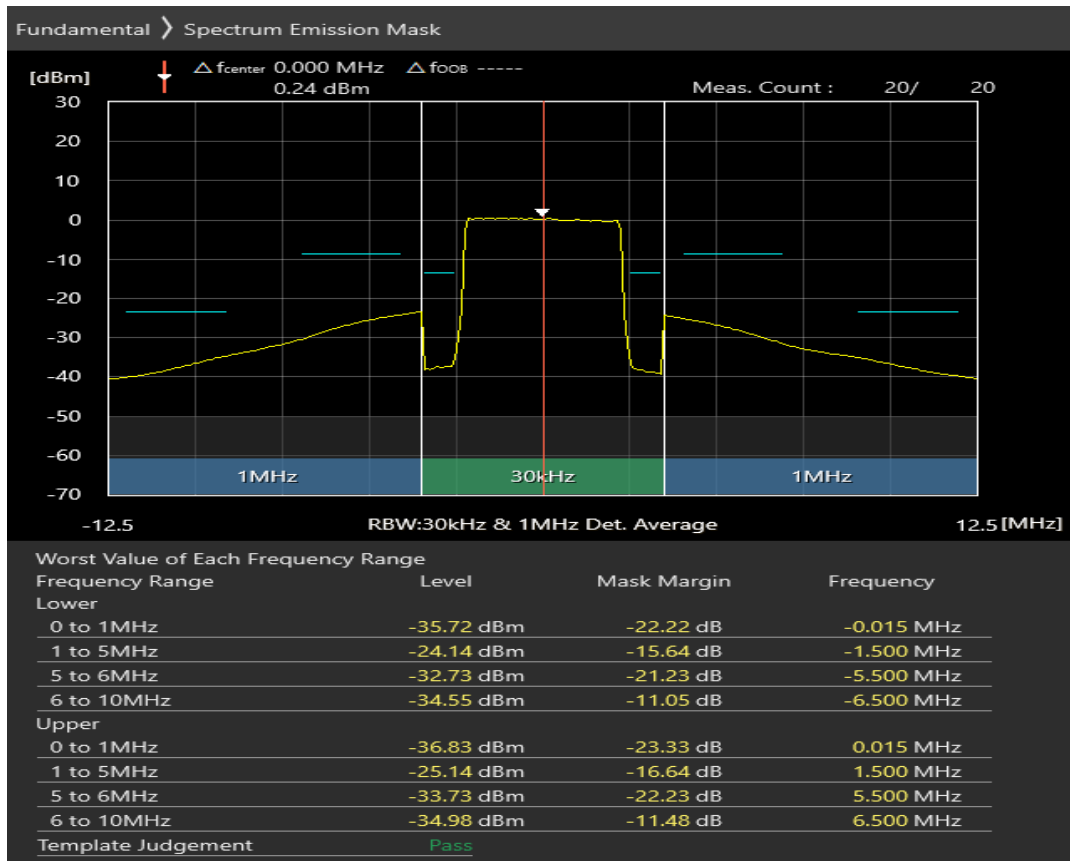 Fundamental ❯ Spectrum Emission Mask
[dBm] △ fcenter 0.000 MHz △ fOOB -----
0.24 dBm Meas. Count : 20/ 20
30
20
10
0
-10
-20
-30
-40
-50
-60
1MHz 30kHz 1MHz
-70
-12.5 RBW:30kHz & 1MHz Det. Average 12.5 [MHz]
Worst Value of Each Frequency Range
Frequency Range Level Mask Margin Frequency
Lower
0 to 1MHz -35.72 dBm -22.22 dB -0.015 MHz
1 to 5MHz -24.14 dBm -15.64 dB -1.500 MHz
5 to 6MHz -32.73 dBm -21.23 dB -5.500 MHz
6 to 10MHz -34.55 dBm -11.05 dB -6.500 MHz
Upper
0 to 1MHz -36.83 dBm -23.33 dB 0.015 MHz
1 to 5MHz -25.14 dBm -16.64 dB 1.500 MHz
5 to 6MHz -33.73 dBm -22.23 dB 5.500 MHz
6 to 10MHz -34.98 dBm -11.48 dB 6.500 MHz
Template Judgement Pass